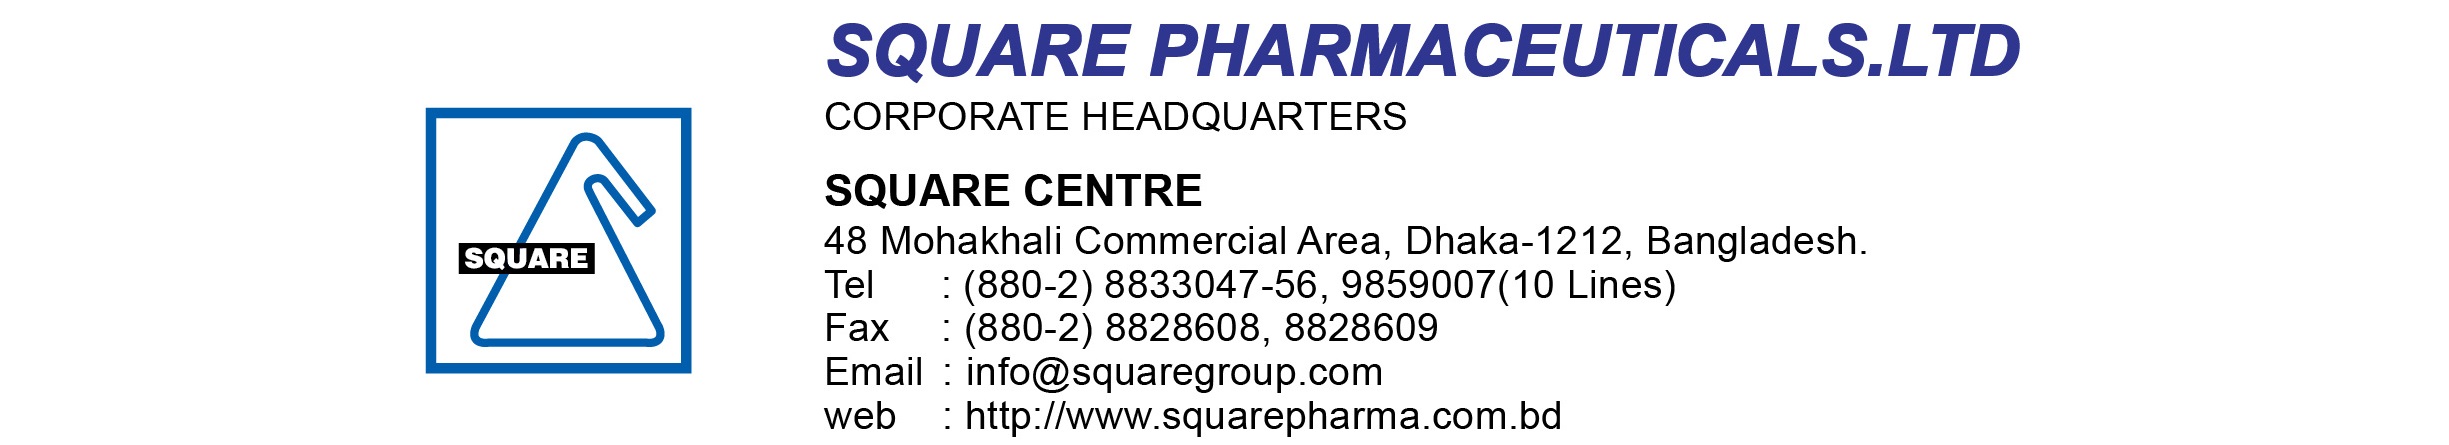 SQUARE PHARMACEUTICALS.LTD
CORPORATE HEADQUARTERS
SQUARE
SQUARE CENTRE
48 Mohakhali Commercial Area, Dhaka-1212, Bangladesh.
Tel : (880-2) 8833047-56, 9859007(10 Lines)
Fax : (880-2) 8828608, 8828609
Email : info@squaregroup.com
web : http://www.squarepharma.com.bd